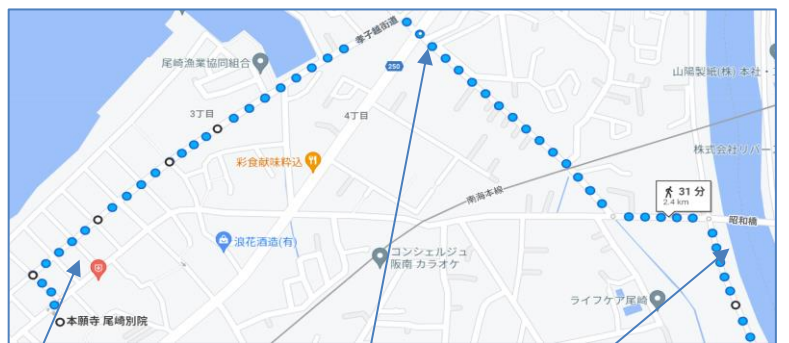 孝子越街道
尾崎漁業協同組合
250
山陽製紙(株) 本社・
3丁目
4丁目
株式会社リバー
彩食献味粋込
南海本線
31 分
2.4 km
昭和橋
浪花酒造(有)
コンシェルジュ
阪南 カラオケ
ライフケア尾崎
本願寺 尾崎別院